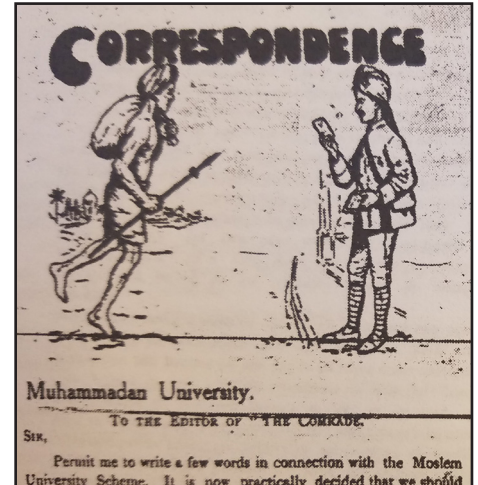 CORRESPONDENCE
Muhammadan University.
TO THE EDITOR OF "THE COMRADE."
SIR,
Permit me to write a few words in connection with the Moslem
University Scheme. It is now practically decided that we should